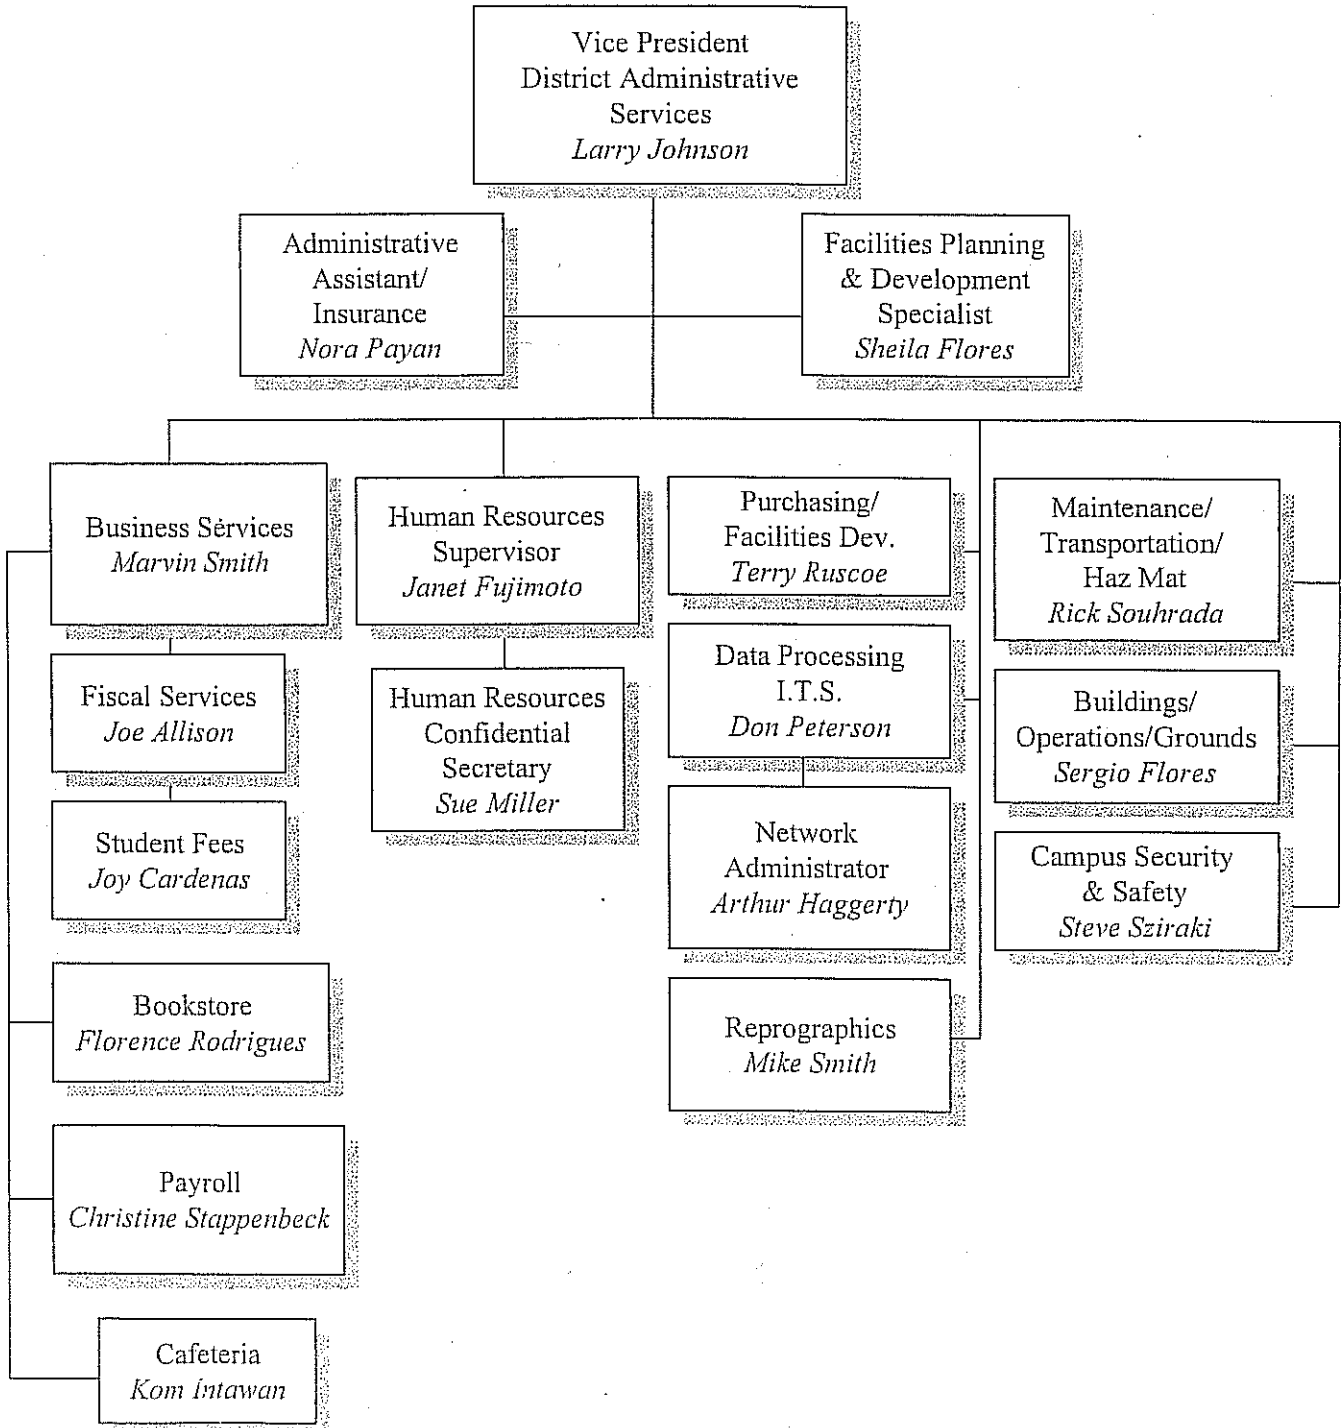 Vice President
District Administrative
Services
Larry Johnson
Administrative
Assistant/
Insurance
Nora Payan
Facilities Planning
& Development
Specialist
Sheila Flores
Business Services
Marvin Smith
Human Resources
Supervisor
Janet Fujimoto
Purchasing/
Facilities Dev.
Terry Ruscoe
Maintenance/
Transportation/
Haz Mat
Rick Souhrada
Fiscal Services
Joe Allison
Human Resources
Confidential
Secretary
Sue Miller
Data Processing
I.T.S.
Don Peterson
Buildings/
Operations/Grounds
Sergio Flores
Student Fees
Joy Cardenas
Network
Administrator
Arthur Haggerty
Campus Security
& Safety
Steve Sziraki
Bookstore
Florence Rodrigues
Reprographics
Mike Smith
Payroll
Christine Stappenbeck
Cafeteria
Kom Intawan